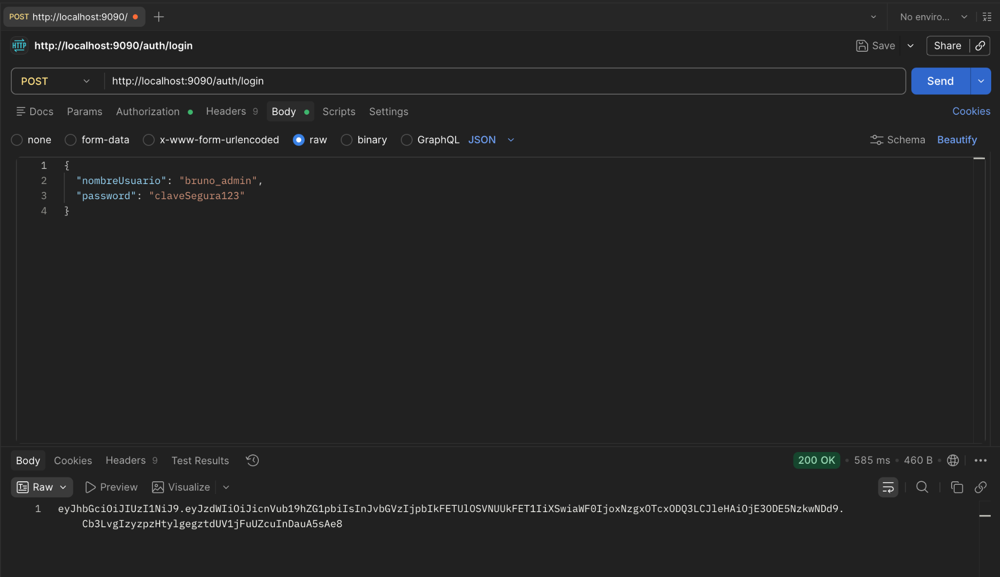 POST http://localhost:9090/
No enviro...
HTTP http://localhost:9090/auth/login
Save
Share
POST http://localhost:9090/auth/login
Send
Docs Params Authorization Headers 9 Body Scripts Settings
Cookies
none form-data x-www-form-urlencoded raw binary GraphQL JSON
Schema Beautify
1 {
2 "nombreUsuario": "bruno_admin",
3 "password": "claveSegura123"
4 }
Body Cookies Headers 9 Test Results
200 OK • 585 ms • 460 B
Raw Preview Visualize
1 eyJhbGciOiJIUzI1NiJ9.eyJzdWIiOiJicnVub19hZG1pbiIsInJvbGVzIjpbIkFETUlOSVNUUkFET1IiXSwiaWF0IjoxNzgxOTcxODQ3LCJleHAiOjE3ODE5NzkwNDd9.
Cb3LvgIzyzpzHtylgegztdUV1jFuUZcuInDauA5sAe8